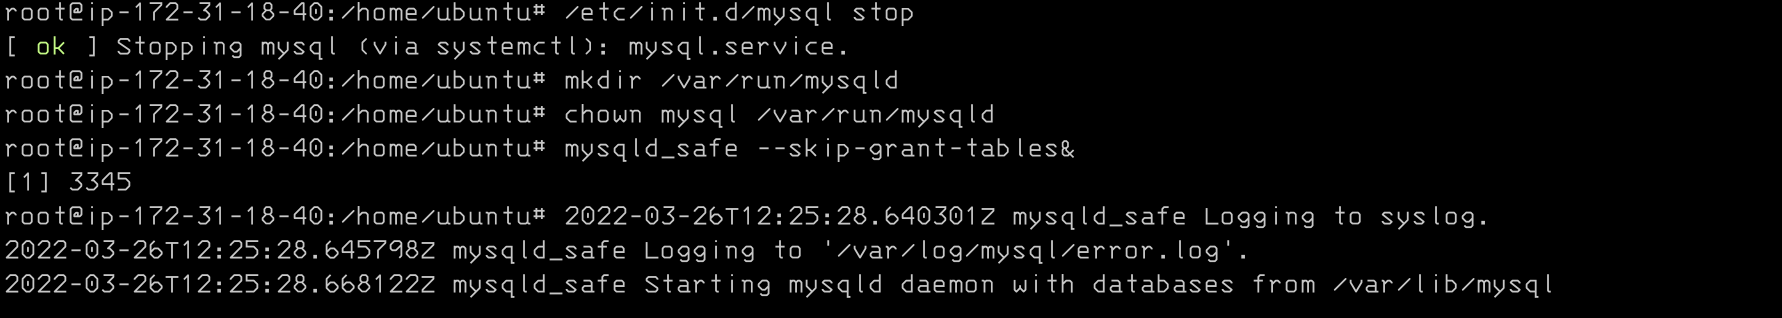 root@ip-172-31-18-40:/home/ubuntu# /etc/init.d/mysql stop
[ ok ] Stopping mysql (via systemctl): mysql.service.
root@ip-172-31-18-40:/home/ubuntu# mkdir /var/run/mysqld
root@ip-172-31-18-40:/home/ubuntu# chown mysql /var/run/mysqld
root@ip-172-31-18-40:/home/ubuntu# mysqld_safe --skip-grant-tables&
[1] 3345
root@ip-172-31-18-40:/home/ubuntu# 2022-03-26T12:25:28.640301Z mysqld_safe Logging to syslog.
2022-03-26T12:25:28.645798Z mysqld_safe Logging to '/var/log/mysql/error.log'.
2022-03-26T12:25:28.668122Z mysqld_safe Starting mysqld daemon with databases from /var/lib/mysql